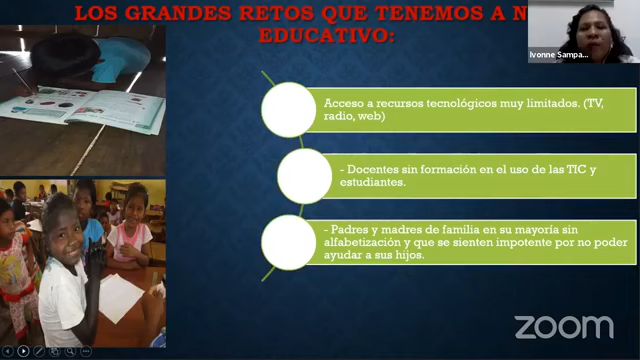 LOS GRANDES RETOS QUE TENEMOS A N
EDUCATIVO:
Ivonne Sampa...
Acceso a recursos tecnológicos muy limitados. (TV,
radio, web)
- Docentes sin formación en el uso de las TIC y
estudiantes.
- Padres y madres de familia en su mayoría sin
alfabetización y que se sienten impotente por no poder
ayudar a sus hijos.
zoom